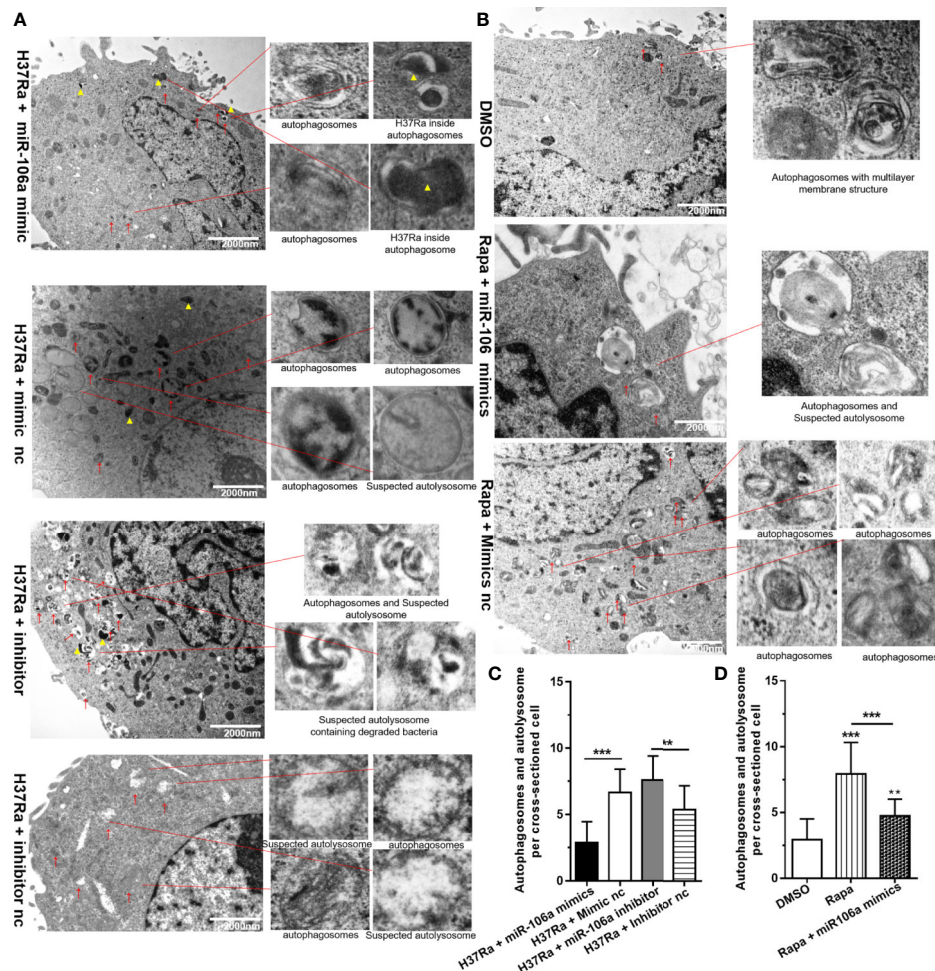 A
H37Ra + miR-106a mimic
autophagosomes
H37Ra inside
autophagosomes
autophagosomes
H37Ra inside
autophagosome
2000nm
H37Ra + mimic nc
autophagosomes
autophagosomes
autophagosomes
Suspected autolysosome
2000nm
H37Ra + inhibitor
Autophagosomes and Suspected
autolysosome
Suspected autolysosome
containing degraded bacteria
2000nm
H37Ra + inhibitor nc
Suspected autolysosome
autophagosomes
autophagosomes
Suspected autolysosome
2000nm
B
DMSO
2000nm
Autophagosomes with multilayer
membrane structure
Rapa + miR-106 mimics
2000nm
Autophagosomes and
Suspected autolysosome
Rapa + Mimics nc
autophagosomes
autophagosomes
autophagosomes
autophagosomes
C
Autophagosomes and autolysosome
per cross-sectioned cell
15
10
5
0
***
**
H37Ra + miR-106a mimics
H37Ra + Mimic nc
H37Ra + miR-106a inhibitor
H37Ra + Inhibitor nc
D
Autophagosomes and autolysosome
per cross-sectioned cell
15
10
5
0
***
***
**
DMSO
Rapa
Rapa + miR106a mimics